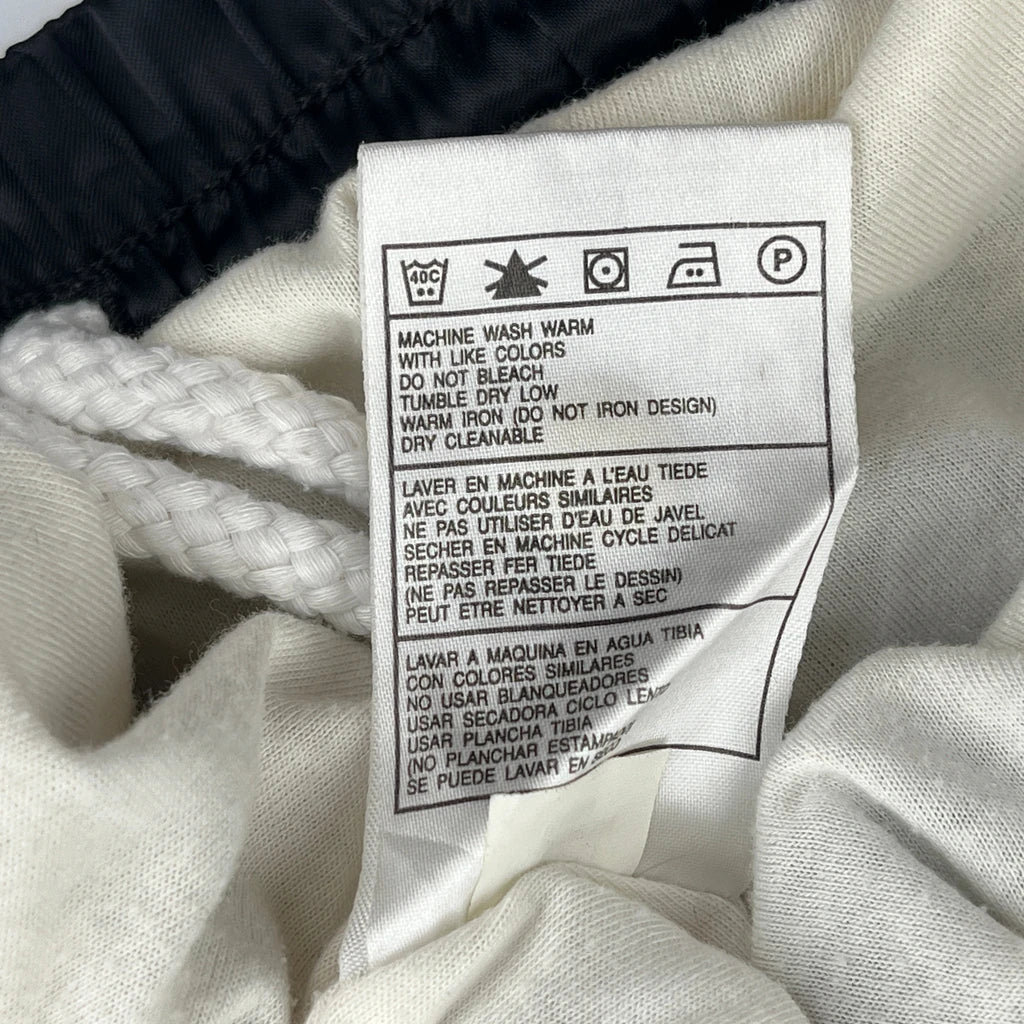 40C
P
MACHINE WASH WARM
WITH LIKE COLORS
DO NOT BLEACH
TUMBLE DRY LOW
WARM IRON (DO NOT IRON DESIGN)
DRY CLEANABLE
LAVER EN MACHINE A L'EAU TIEDE
AVEC COULEURS SIMILAIRES
NE PAS UTILISER D'EAU DE JAVEL
SECHER EN MACHINE CYCLE DELICAT
REPASSER FER TIEDE
(NE PAS REPASSER LE DESSIN)
PEUT ETRE NETTOYER A SEC
LAVAR A MAQUINA EN AGUA TIBIA
CON COLORES SIMILARES
NO USAR BLANQUEADORES
USAR SECADORA CICLO
USAR PLANCHA TIBIA
(NO PLANCHAR
SE PUEDE LAVAR EN